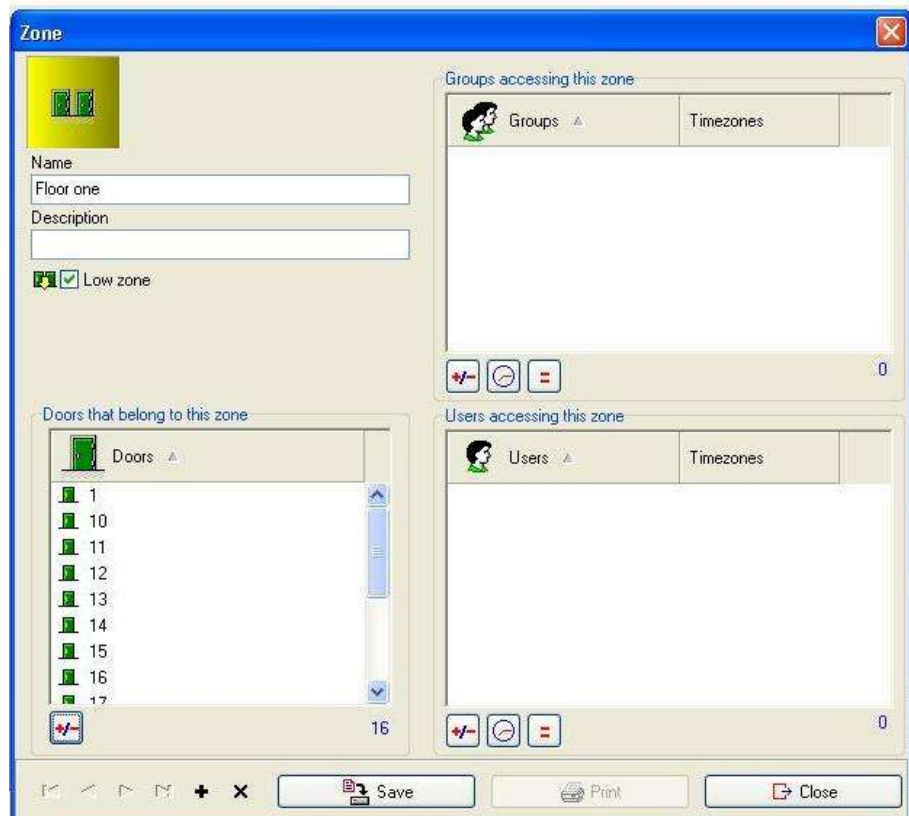 Zone
Name
Floor one
Description
Low zone
Groups accessing this zone
Groups Timezones
0
Doors that belong to this zone
Doors
1
10
11
12
13
14
15
16
17
+/-
16
Users accessing this zone
Users Timezones
+/- =
0
+/- =
Save Print Close